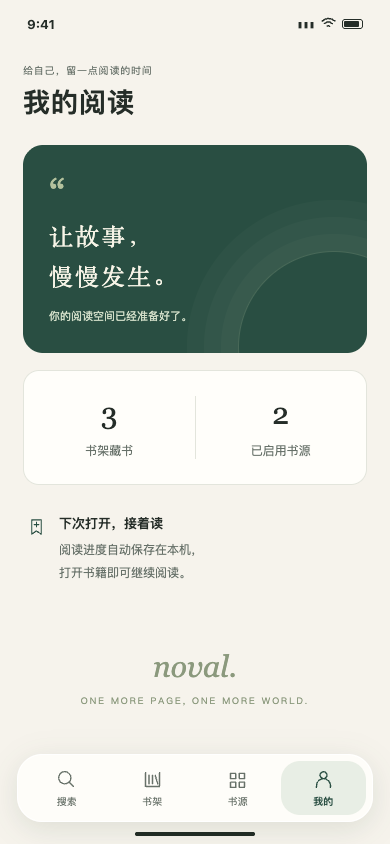 9:41
给自己，留一点阅读的时间
我的阅读
“
让故事，
慢慢发生。
你的阅读空间已经准备好了。
3
书架藏书
2
已启用书源
下次打开，接着读
阅读进度自动保存在本机，
打开书籍即可继续阅读。
noval.
ONE MORE PAGE, ONE MORE WORLD.
搜索
书架
书源
我的